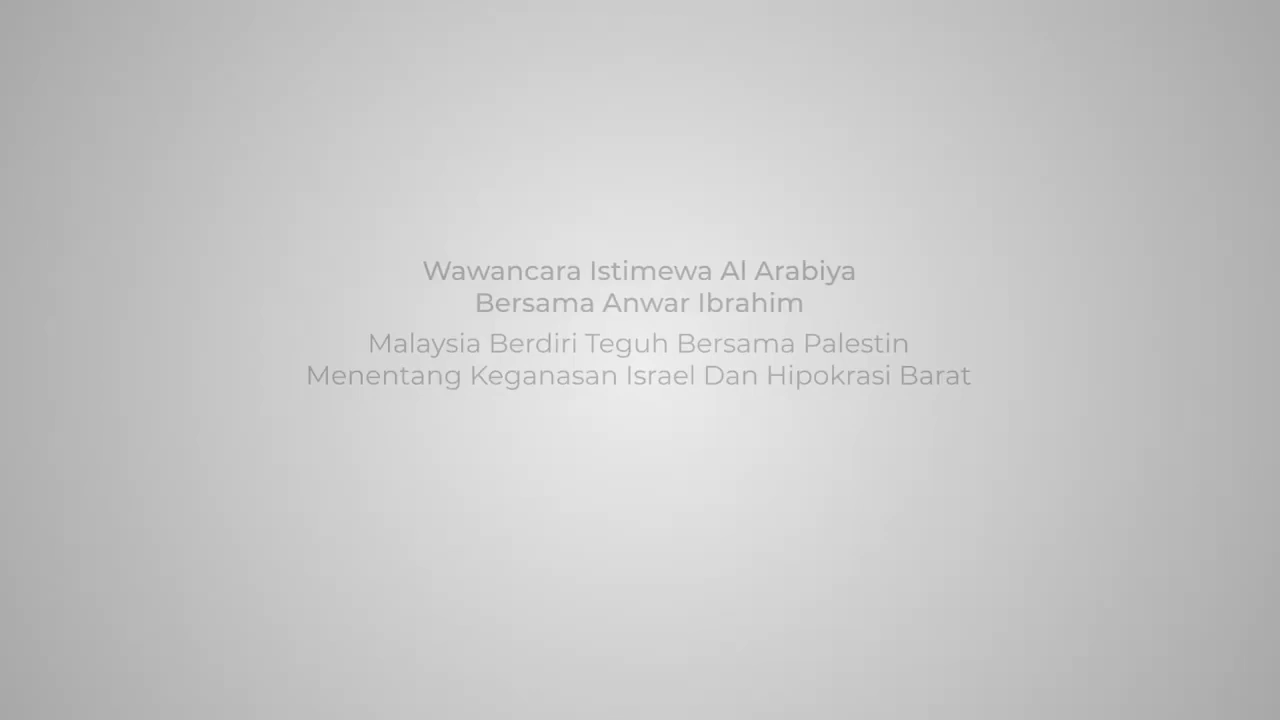 Wawancara Istimewa Al Arabiya
Bersama Anwar Ibrahim
Malaysia Berdiri Teguh Bersama Palestin
Menentang Keganasan Israel Dan Hipokrasi Barat